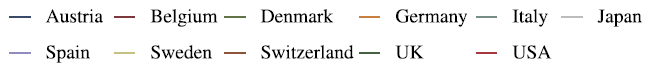 Austria Belgium Denmark Germany Italy Japan
Spain Sweden Switzerland UK USA